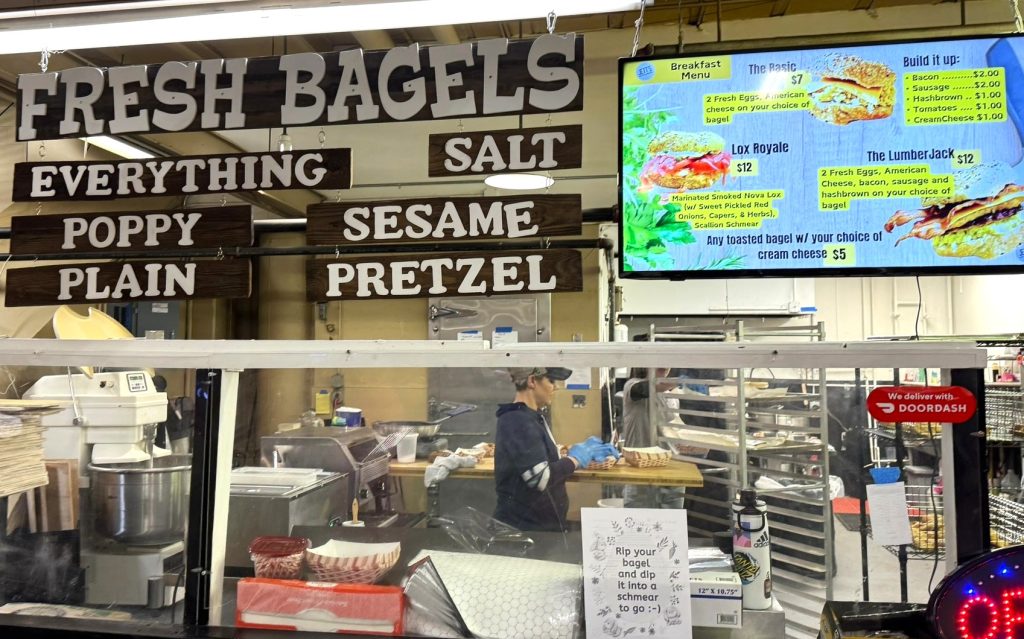 FRESH BAGELS
EVERYTHING
SALT
POPPY
SESAME
PLAIN
PRETZEL
Breakfast
Menu
The Basic
$7
2 Fresh Eggs, American
cheese on your choice of
bagel
Build it up:
Bacon ..........$2.00
Sausage .......$2.00
Hashbrown .. $1.00
Tomatoes .... $1.00
CreamCheese $1.00
Lox Royale
$12
Marinated Smoked Nova Lox
(w/ Sweet Pickled Red
Onions, Capers, & Herbs),
Scallion Schmear
The LumberJack $12
2 Fresh Eggs, American
Cheese, bacon, sausage and
hashbrown on your choice of
bagel
Any toasted bagel w/ your choice of
cream cheese $5
We deliver with...
DOORDASH
Rip your
bagel
and dip
it into a
schmear
to go :-)
adidas
12" X 10.75"